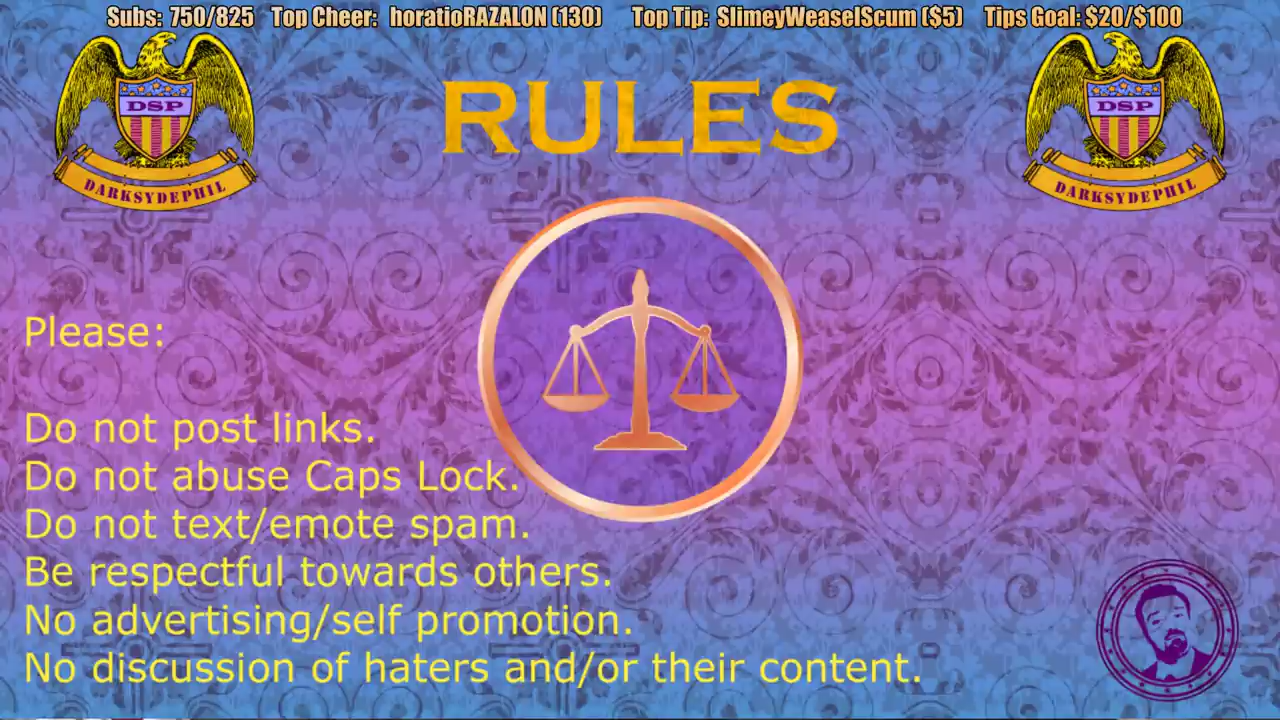 Subs: 750/825 Top Cheer: horatioRAZALON (130) Top Tip: SlimeyWeaselScum ($5) Tips Goal: $20/$100
DSP
DARKSYDEPHIL
RULES
DSP
DARKSYDEPHIL
Please:
Do not post links.
Do not abuse Caps Lock.
Do not text/emote spam.
Be respectful towards others.
No advertising/self promotion.
No discussion of haters and/or their content.